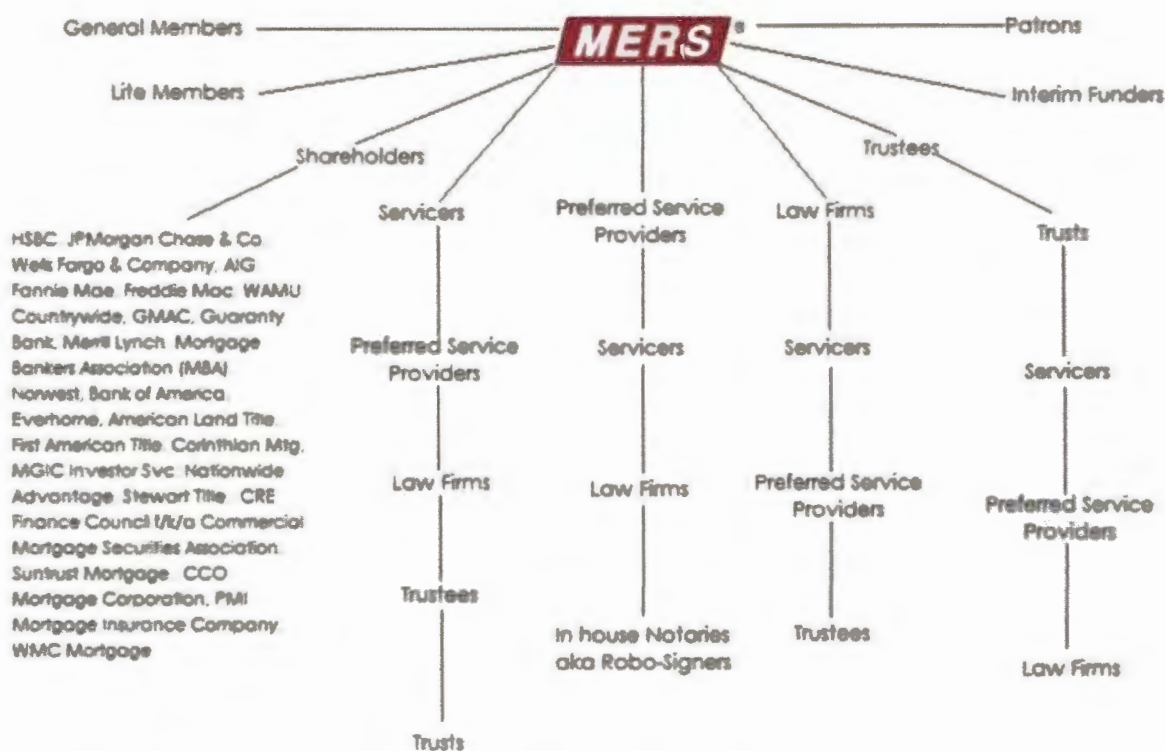 MERS®
General Members
Patrons
Lite Members
Interim Funders
Shareholders
Trustees
Servicers
Preferred Service
Providers
Law Firms
Trusts
HSBC, JPMorgan Chase & Co.
Wells Fargo & Company, AIG
Fannie Mae, Freddie Mac, WAMU
Countrywide, GMAC, Guaranty
Bank, Merrill Lynch, Mortgage
Bankers Association (MBA)
Norwest, Bank of America,
Everhome, American Land Title,
First American Title, Corinthian Mtg,
MGIC Investor Svc, Nationwide
Advantage, Stewart Title, CRE
Finance Council f/k/a Commercial
Mortgage Securities Association,
Suntrust Mortgage, CCO
Mortgage Corporation, PMI
Mortgage Insurance Company,
WMC Mortgage
Preferred Service
Providers
Servicers
Servicers
Servicers
Law Firms
Law Firms
Preferred Service
Providers
Preferred Service
Providers
Trustees
In house Notaries
aka Robo-Signers
Trustees
Law Firms
Trusts